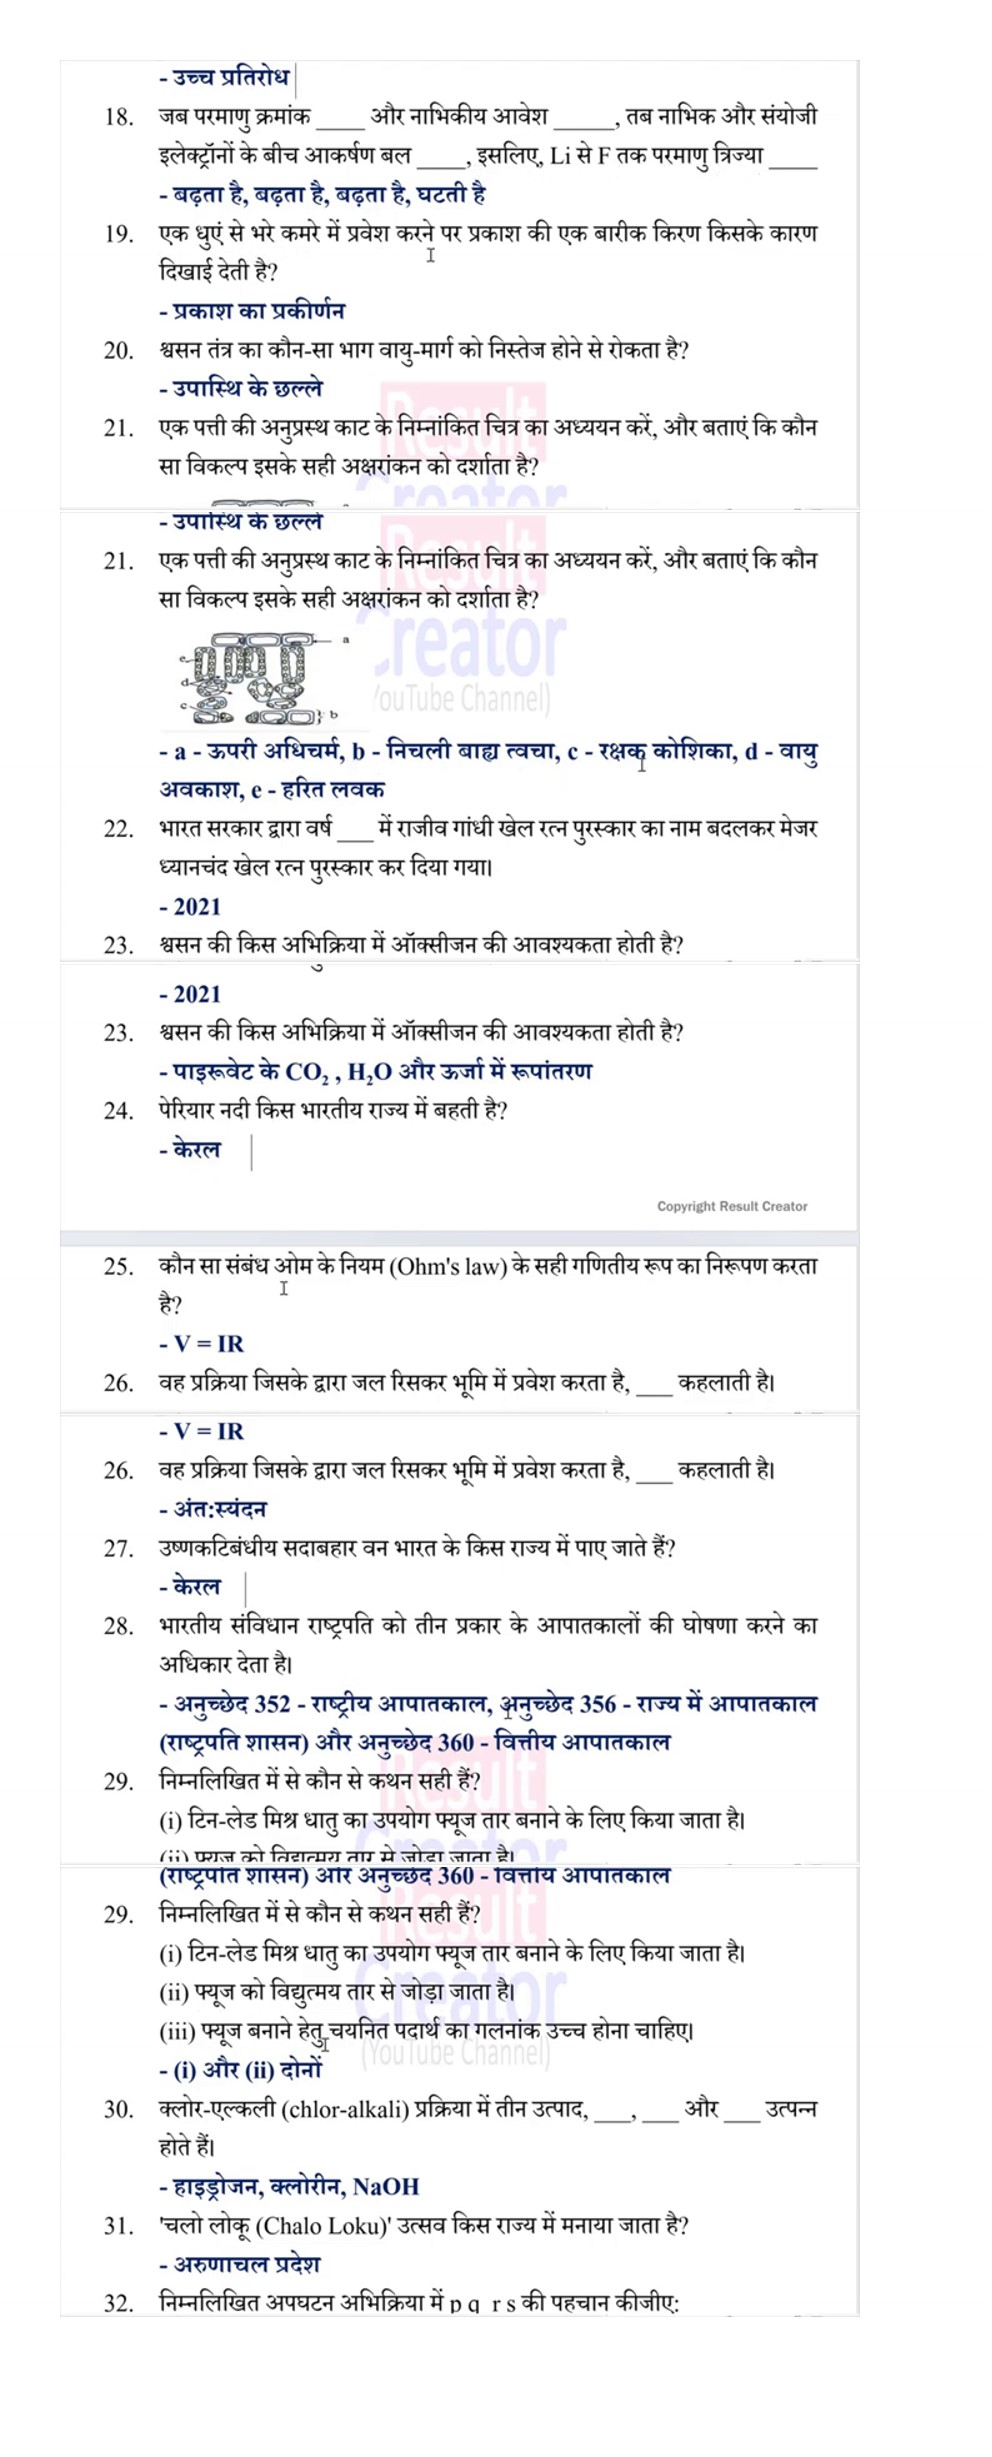 - उच्च प्रतिरोध
18. जब परमाणु क्रमांक ____ और नाभिकीय आवेश _____, तब नाभिक और संयोजी
इलेक्ट्रॉनों के बीच आकर्षण बल ____, इसलिए, Li से F तक परमाणु त्रिज्या ____
- बढ़ता है, बढ़ता है, बढ़ता है, घटती है
19. एक धुएं से भरे कमरे में प्रवेश करने पर प्रकाश की एक बारीक किरण किसके कारण
दिखाई देती है?
- प्रकाश का प्रकीर्णन
20. श्वसन तंत्र का कौन-सा भाग वायु-मार्ग को निस्तेज होने से रोकता है?
- उपास्थि के छल्ले
21. एक पत्ती की अनुप्रस्थ काट के निम्नांकित चित्र का अध्ययन करें, और बताएं कि कौन
सा विकल्प इसके सही अक्षरांकन को दर्शाता है?
Result
Creator
- उपास्थि के छल्ले
Result
21. एक पत्ती की अनुप्रस्थ काट के निम्नांकित चित्र का अध्ययन करें, और बताएं कि कौन
सा विकल्प इसके सही अक्षरांकन को दर्शाता है?
reator
ouTube Channel)
a
e
d
c
b
- a - ऊपरी अधिचर्म, b - निचली बाह्य त्वचा, c - रक्षक कोशिका, d - वायु
अवकाश, e - हरित लवक
22. भारत सरकार द्वारा वर्ष ___ में राजीव गांधी खेल रत्न पुरस्कार का नाम बदलकर मेजर
ध्यानचंद खेल रत्न पुरस्कार कर दिया गया।
- 2021
23. श्वसन की किस अभिक्रिया में ऑक्सीजन की आवश्यकता होती है?
- 2021
23. श्वसन की किस अभिक्रिया में ऑक्सीजन की आवश्यकता होती है?
- पाइरूवेट के CO₂ , H₂O और ऊर्जा में रूपांतरण
24. पेरियार नदी किस भारतीय राज्य में बहती है?
- केरल
Copyright Result Creator
25. कौन सा संबंध ओम के नियम (Ohm's law) के सही गणितीय रूप का निरूपण करता
है?
- V = IR
26. वह प्रक्रिया जिसके द्वारा जल रिसकर भूमि में प्रवेश करता है, ___ कहलाती है।
- V = IR
26. वह प्रक्रिया जिसके द्वारा जल रिसकर भूमि में प्रवेश करता है, ___ कहलाती है।
- अंत:स्यंदन
27. उष्णकटिबंधीय सदाबहार वन भारत के किस राज्य में पाए जाते हैं?
- केरल
28. भारतीय संविधान राष्ट्रपति को तीन प्रकार के आपातकालों की घोषणा करने का
अधिकार देता है।
- अनुच्छेद 352 - राष्ट्रीय आपातकाल, अनुच्छेद 356 - राज्य में आपातकाल
(राष्ट्रपति शासन) और अनुच्छेद 360 - वित्तीय आपातकाल
29. निम्नलिखित में से कौन से कथन सही हैं?
Result
(i) टिन-लेड मिश्र धातु का उपयोग फ्यूज तार बनाने के लिए किया जाता है।
Creator
(ii) फ्यूज को विद्युत्मय तार से जोड़ा जाता है।
(राष्ट्रपति शासन) और अनुच्छेद 360 - वित्तीय आपातकाल
29. निम्नलिखित में से कौन से कथन सही हैं?
Result
(i) टिन-लेड मिश्र धातु का उपयोग फ्यूज तार बनाने के लिए किया जाता है।
(ii) फ्यूज को विद्युत्मय तार से जोड़ा जाता है।
Creator
(iii) फ्यूज बनाने हेतु चयनित पदार्थ का गलनांक उच्च होना चाहिए।
(YouTube Channel)
- (i) और (ii) दोनों
30. क्लोर-एल्कली (chlor-alkali) प्रक्रिया में तीन उत्पाद, ___, ___ और ___ उत्पन्न
होते हैं।
- हाइड्रोजन, क्लोरीन, NaOH
31. 'चलो लोकू (Chalo Loku)' उत्सव किस राज्य में मनाया जाता है?
- अरुणाचल प्रदेश
32. निम्नलिखित अपघटन अभिक्रिया में p q r s की पहचान कीजीए: